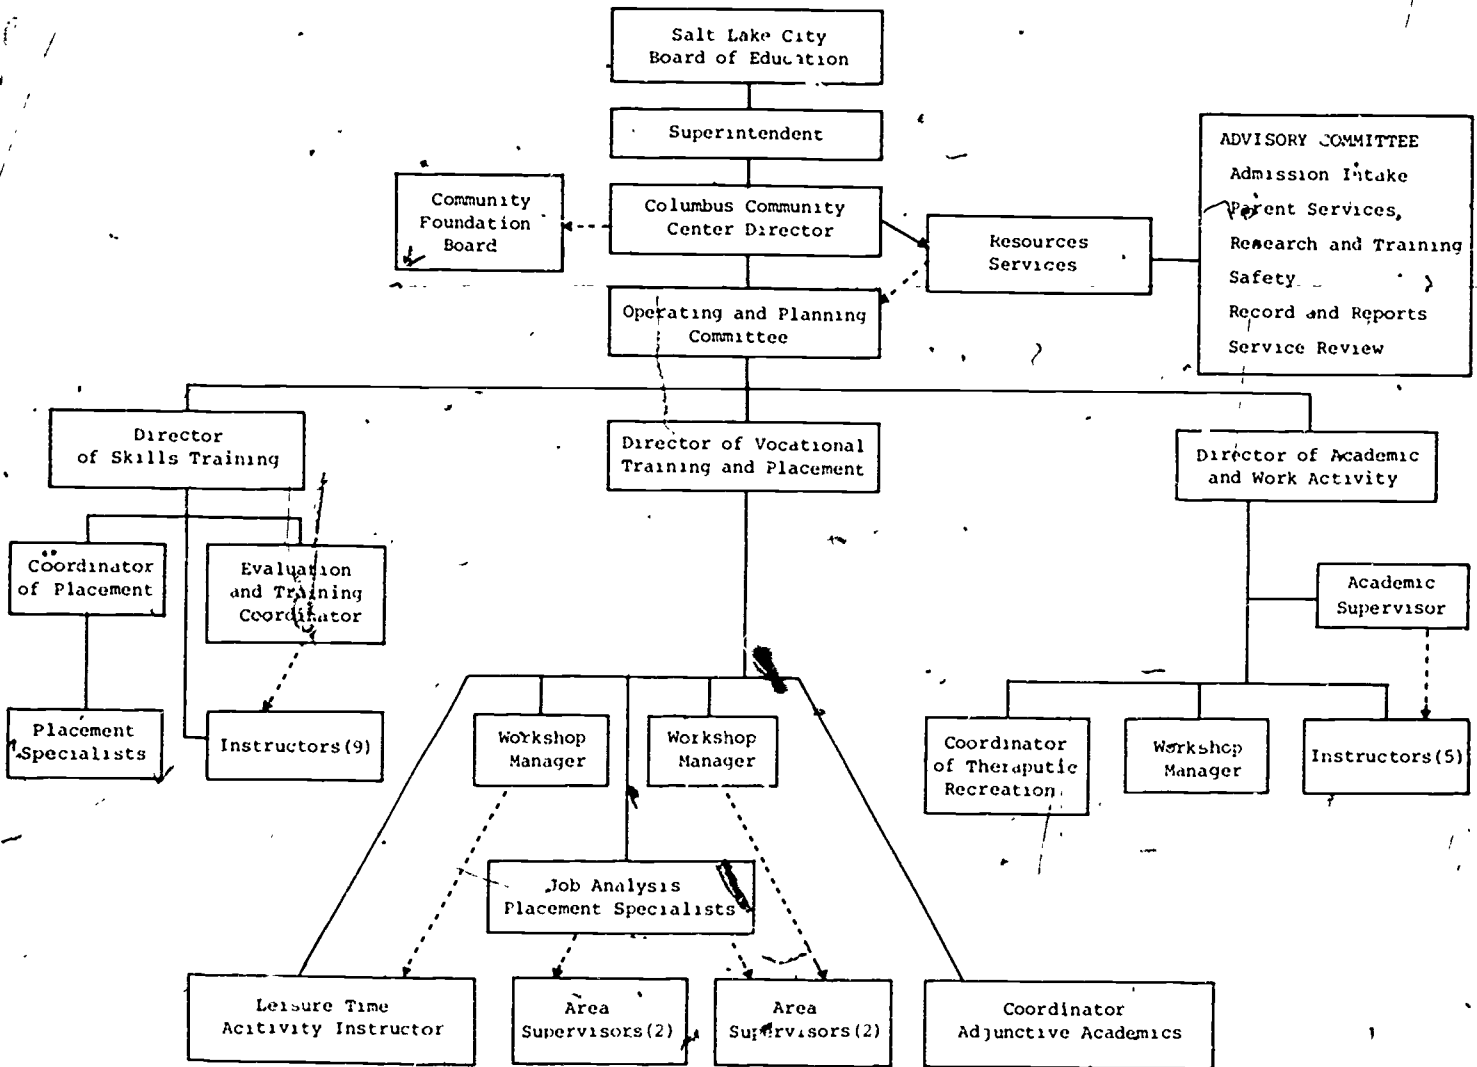 Salt Lake City
Board of Education
Superintendent
Community
Foundation
Board
Columbus Community
Center Director
Resources
Services
ADVISORY COMMITTEE
Admission Intake
Parent Services,
Research and Training
Safety
Record and Reports
Service Review
Operating and Planning
Committee
Director
of Skills Training
Director of Vocational
Training and Placement
Director of Academic
and Work Activity
Coordinator
of Placement
Evaluation
and Training
Coordinator
Academic
Supervisor
Placement
Specialists
Instructors(9)
Workshop
Manager
Workshop
Manager
Coordinator
of Theraputic
Recreation
Workshop
Manager
Instructors(5)
Job Analysis
Placement Specialists
Leisure Time
Acitivity Instructor
Area
Supervisors(2)
Area
Supervisors(2)
Coordinator
Adjunctive Academics